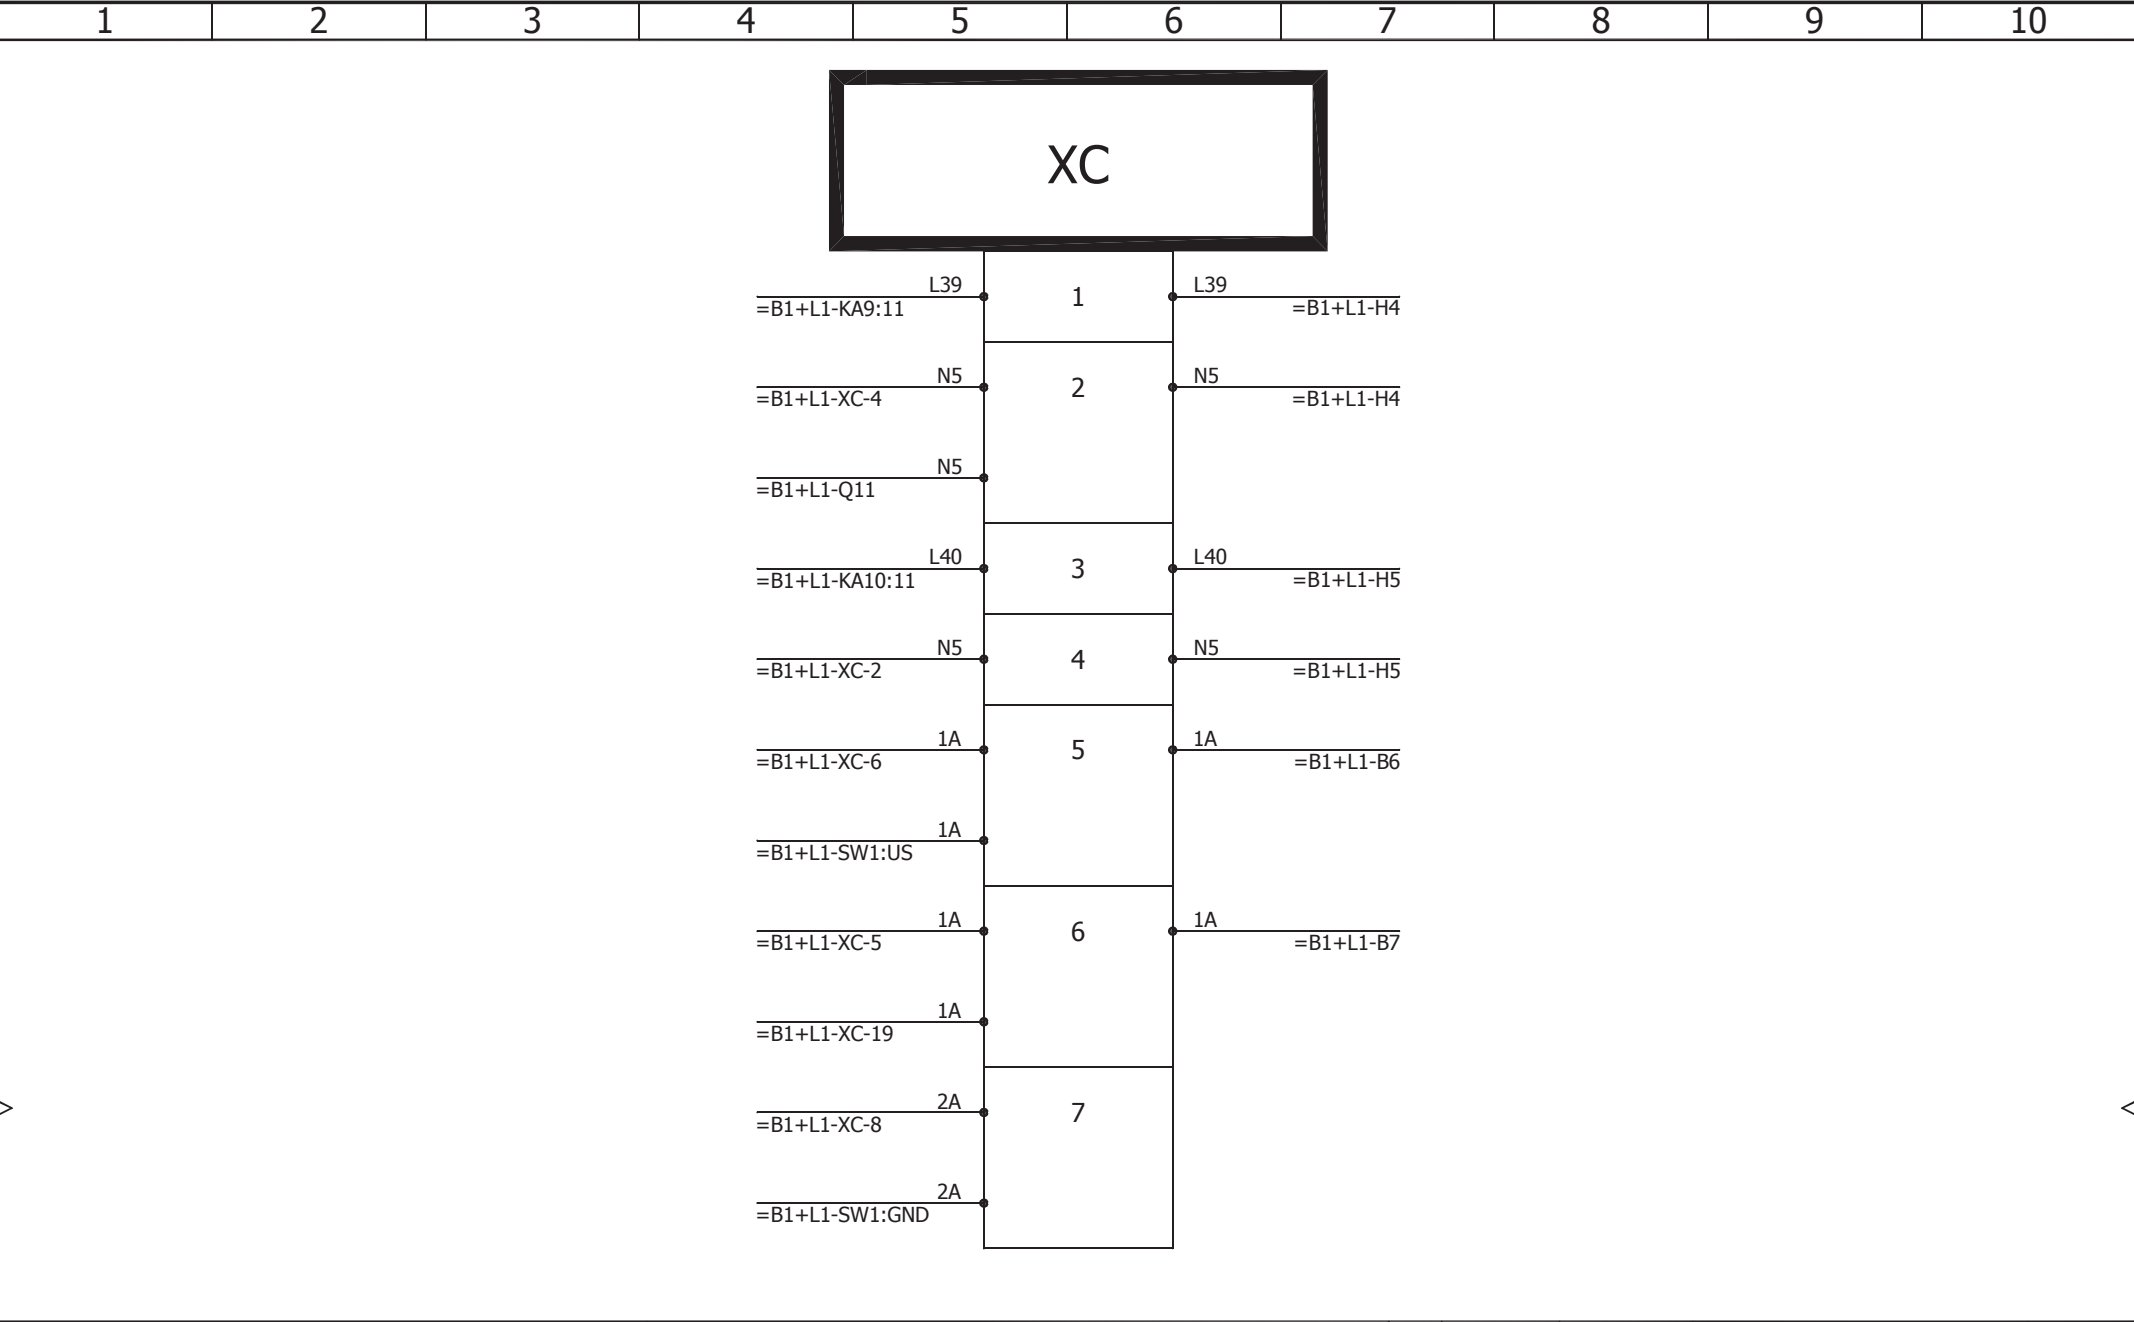 1 2 3 4 5 6 7 8 9 10
XC
L39 1 L39
=B1+L1-KA9:11 =B1+L1-H4
N5 2 N5
=B1+L1-XC-4 =B1+L1-H4
N5
=B1+L1-Q11
L40 3 L40
=B1+L1-KA10:11 =B1+L1-H5
N5 4 N5
=B1+L1-XC-2 =B1+L1-H5
1A 5 1A
=B1+L1-XC-6 =B1+L1-B6
1A
=B1+L1-SW1:US
1A 6 1A
=B1+L1-XC-5 =B1+L1-B7
1A
=B1+L1-XC-19
2A 7
=B1+L1-XC-8
2A
=B1+L1-SW1:GND